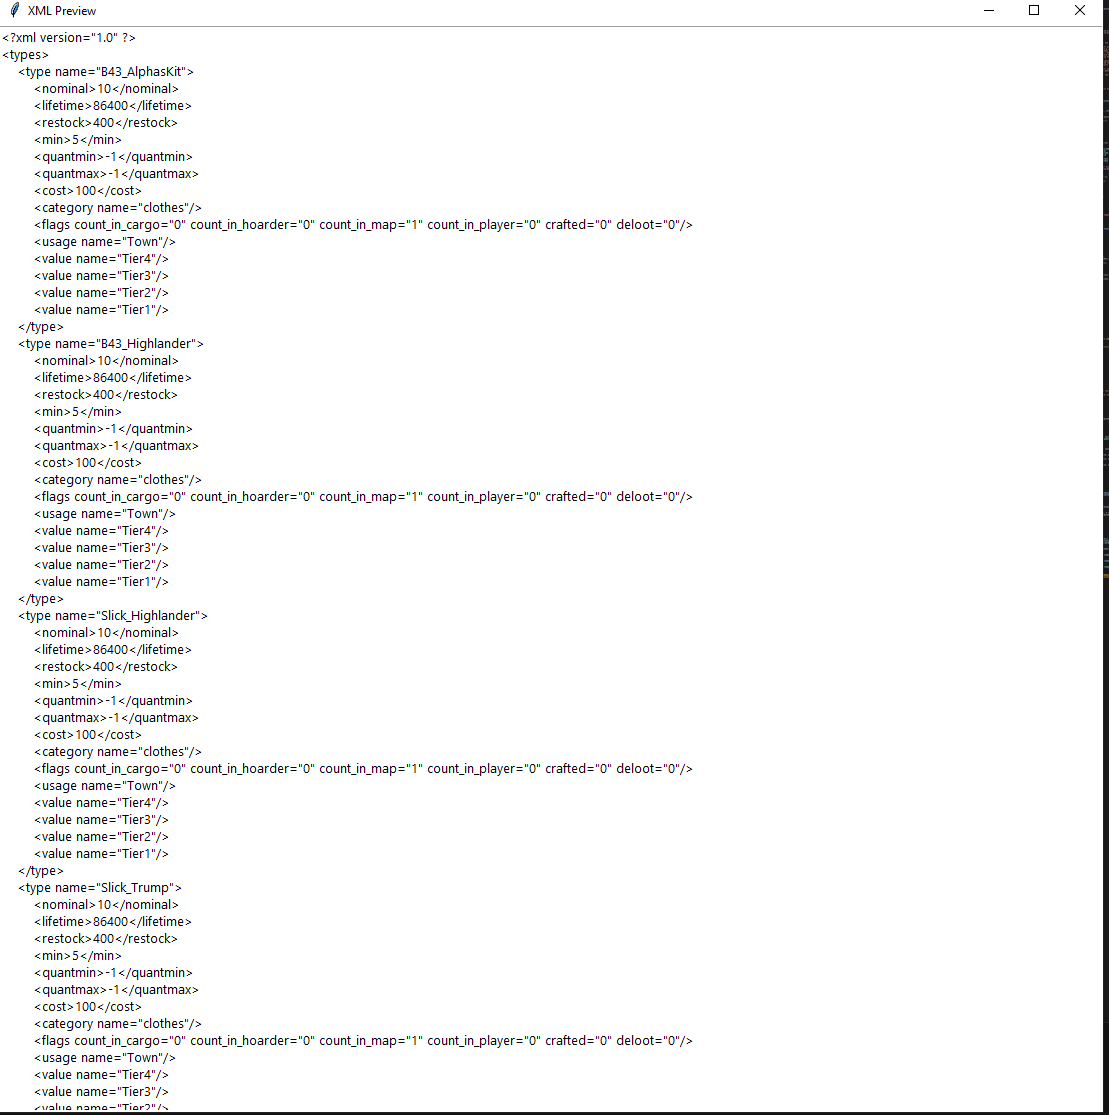 XML Preview
<?xml version="1.0" ?>
<types>
<type name="B43_AlphasKit">
<nominal>10</nominal>
<lifetime>86400</lifetime>
<restock>400</restock>
<min>5</min>
<quantmin>-1</quantmin>
<quantmax>-1</quantmax>
<cost>100</cost>
<category name="clothes"/>
<flags count_in_cargo="0" count_in_hoarder="0" count_in_map="1" count_in_player="0" crafted="0" deloot="0"/>
<usage name="Town"/>
<value name="Tier4"/>
<value name="Tier3"/>
<value name="Tier2"/>
<value name="Tier1"/>
</type>
<type name="B43_Highlander">
<nominal>10</nominal>
<lifetime>86400</lifetime>
<restock>400</restock>
<min>5</min>
<quantmin>-1</quantmin>
<quantmax>-1</quantmax>
<cost>100</cost>
<category name="clothes"/>
<flags count_in_cargo="0" count_in_hoarder="0" count_in_map="1" count_in_player="0" crafted="0" deloot="0"/>
<usage name="Town"/>
<value name="Tier4"/>
<value name="Tier3"/>
<value name="Tier2"/>
<value name="Tier1"/>
</type>
<type name="Slick_Highlander">
<nominal>10</nominal>
<lifetime>86400</lifetime>
<restock>400</restock>
<min>5</min>
<quantmin>-1</quantmin>
<quantmax>-1</quantmax>
<cost>100</cost>
<category name="clothes"/>
<flags count_in_cargo="0" count_in_hoarder="0" count_in_map="1" count_in_player="0" crafted="0" deloot="0"/>
<usage name="Town"/>
<value name="Tier4"/>
<value name="Tier3"/>
<value name="Tier2"/>
<value name="Tier1"/>
</type>
<type name="Slick_Trump">
<nominal>10</nominal>
<lifetime>86400</lifetime>
<restock>400</restock>
<min>5</min>
<quantmin>-1</quantmin>
<quantmax>-1</quantmax>
<cost>100</cost>
<category name="clothes"/>
<flags count_in_cargo="0" count_in_hoarder="0" count_in_map="1" count_in_player="0" crafted="0" deloot="0"/>
<usage name="Town"/>
<value name="Tier4"/>
<value name="Tier3"/>
<value name="Tier2"/>